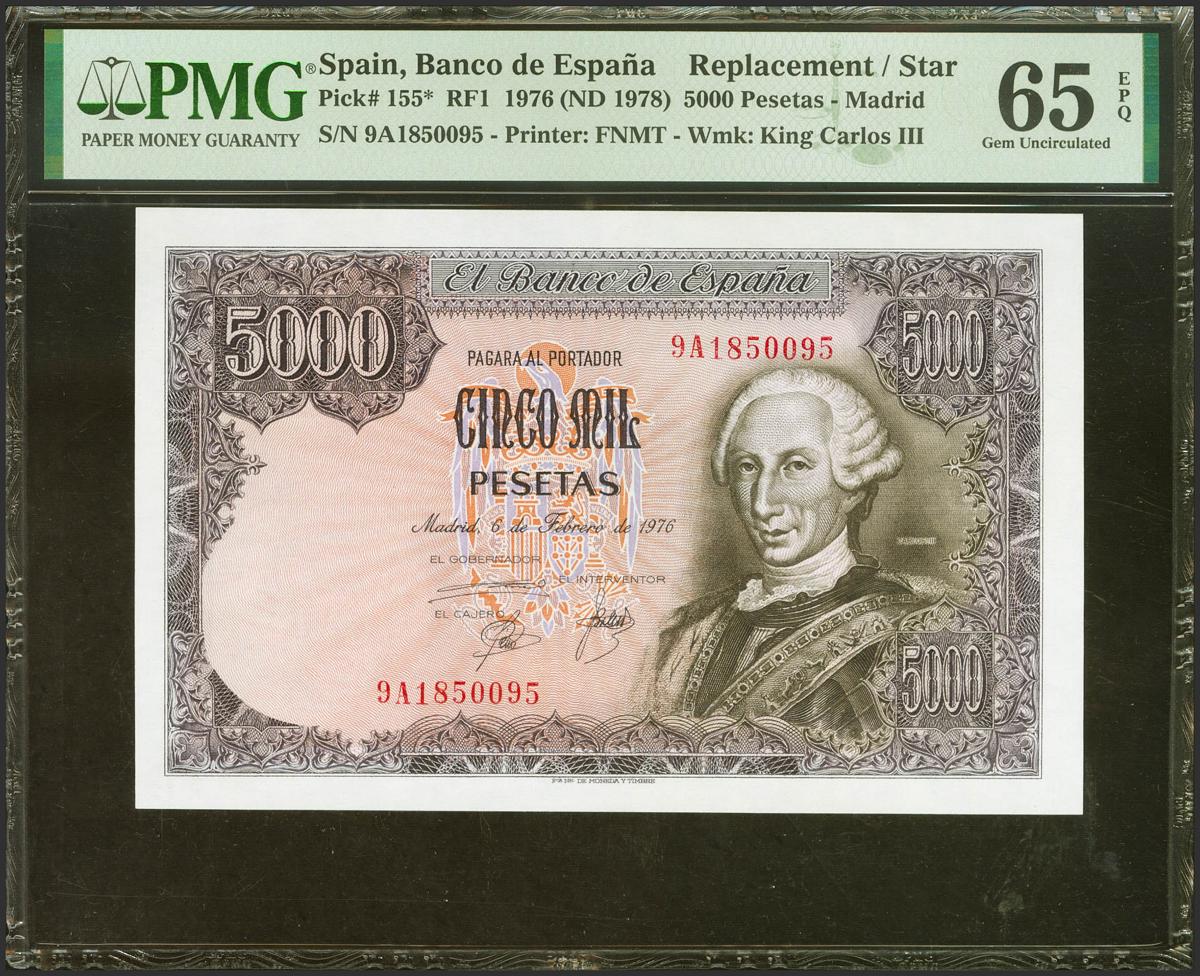 PMG®
PAPER MONEY GUARANTY
Spain, Banco de España Replacement / Star
Pick# 155* RF1 1976 (ND 1978) 5000 Pesetas - Madrid
S/N 9A1850095 - Printer: FNMT - Wmk: King Carlos III
65 EPQ
Gem Uncirculated
El Banco de España
5000
5000
PAGARA AL PORTADOR
9A1850095
CINCO MIL
PESETAS
Madrid, 6 de Febrero de 1976
EL GOBERNADOR
EL INTERVENTOR
EL CAJERO
5000
9A1850095
DE MONEDA Y TIMBRE